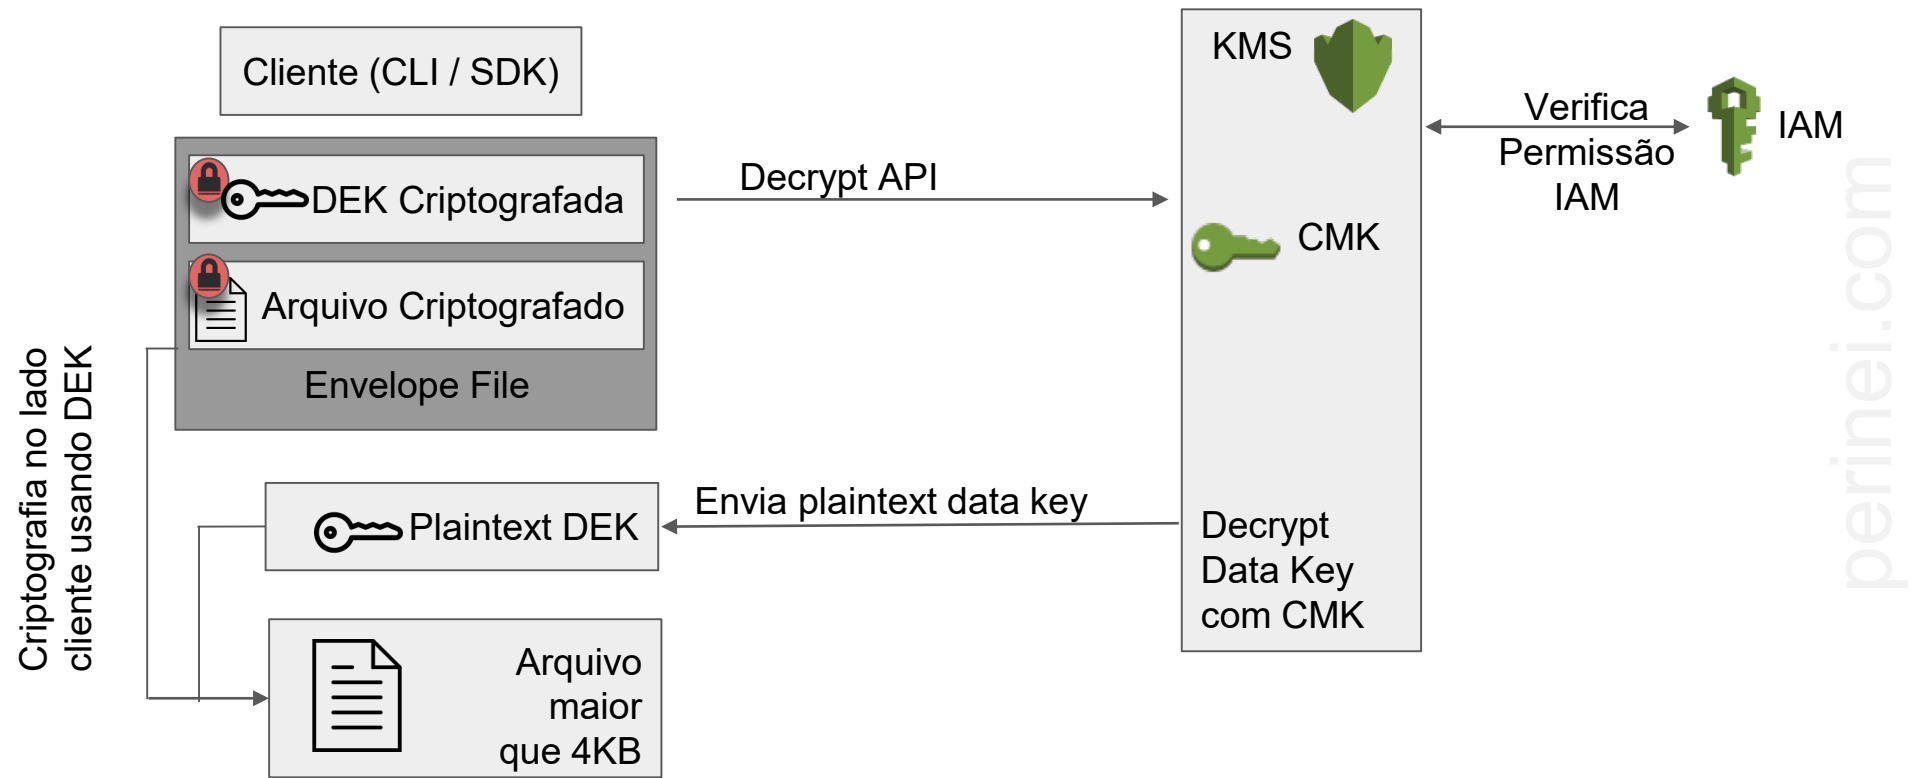 Cliente (CLI / SDK)
DEK Criptografada
Arquivo Criptografado
Envelope File
Criptografia no lado
cliente usando DEK
Plaintext DEK
Arquivo
maior
que 4KB
Decrypt API
Envia plaintext data key
KMS
CMK
Decrypt
Data Key
com CMK
Verifica
Permissão
IAM
IAM
perinei.com